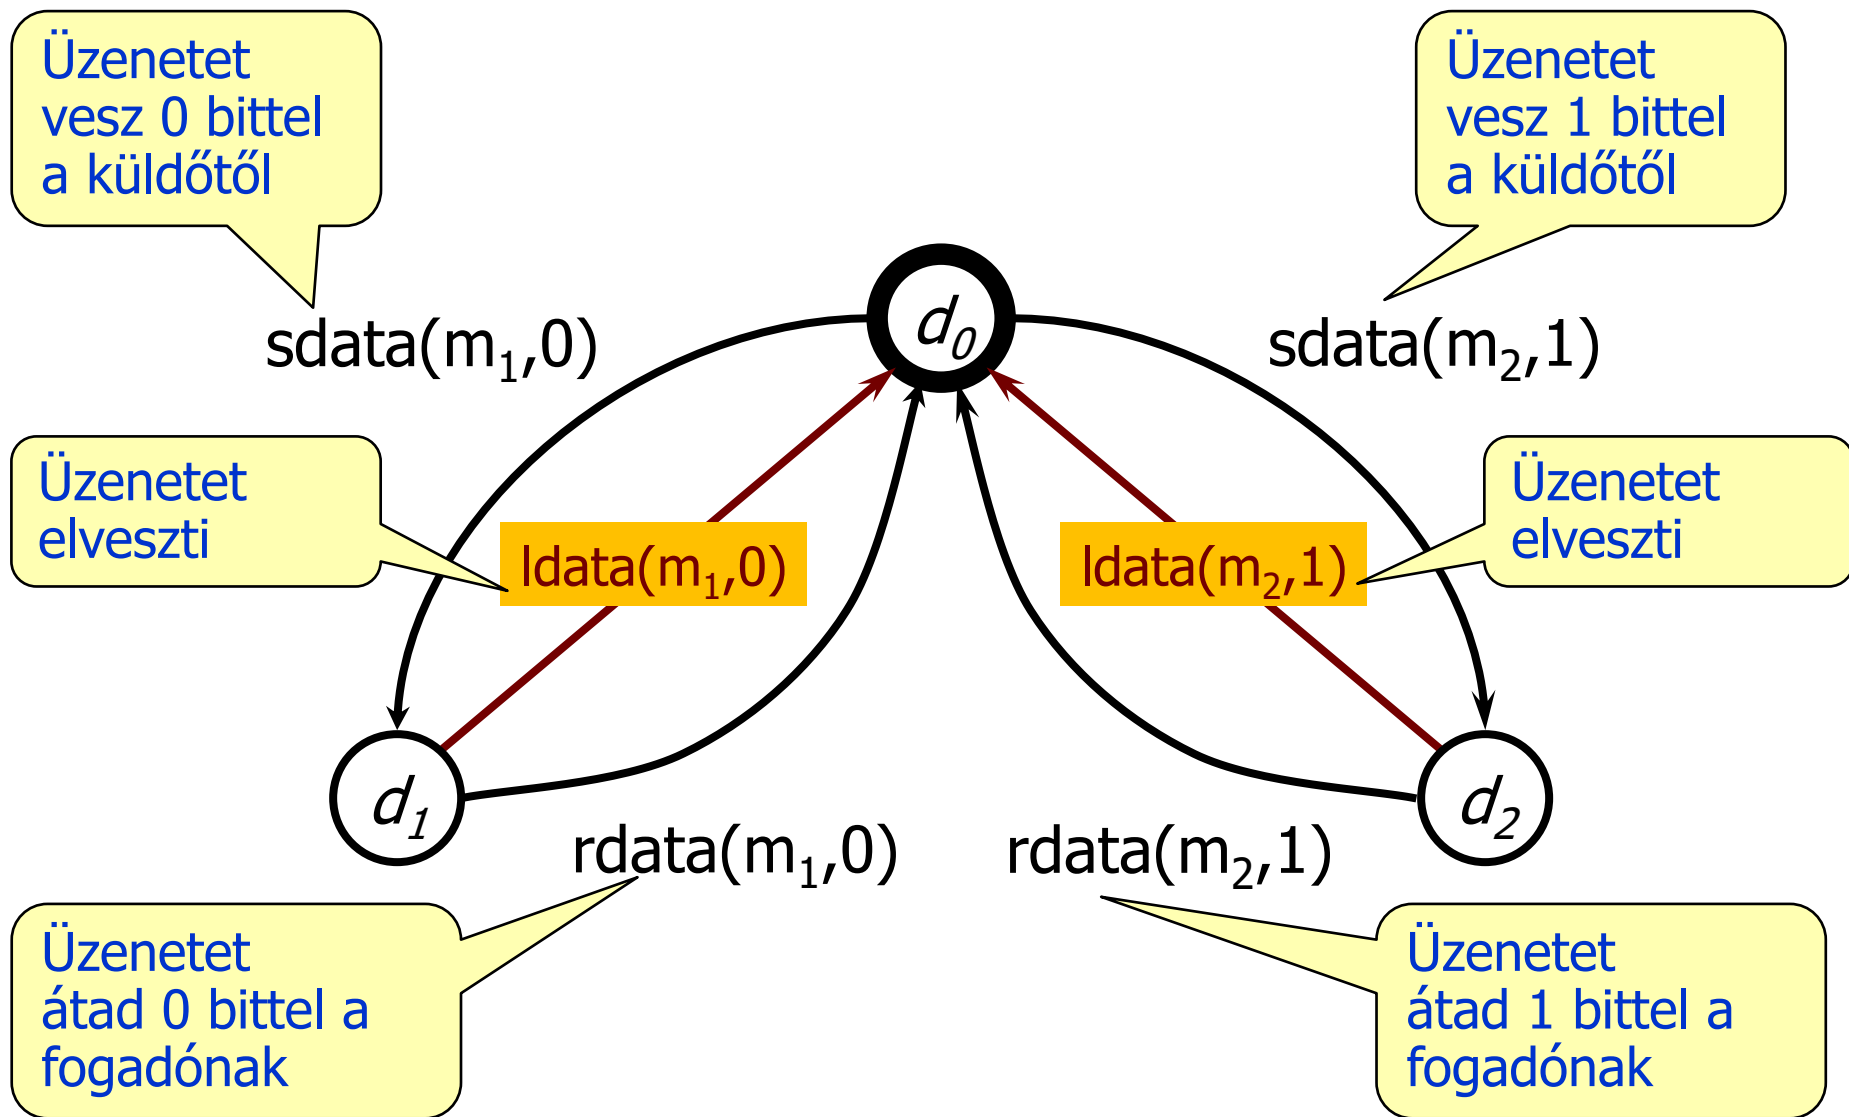 Üzenetet
vesz 0 bittel
a küldőtől
Üzenetet
vesz 1 bittel
a küldőtől
d₀
sdata(m₁,0)
sdata(m₂,1)
Üzenetet
elveszti
Üzenetet
elveszti
ldata(m₁,0)
ldata(m₂,1)
d₁
d₂
rdata(m₁,0)
rdata(m₂,1)
Üzenetet
átad 0 bittel a
fogadónak
Üzenetet
átad 1 bittel a
fogadónak